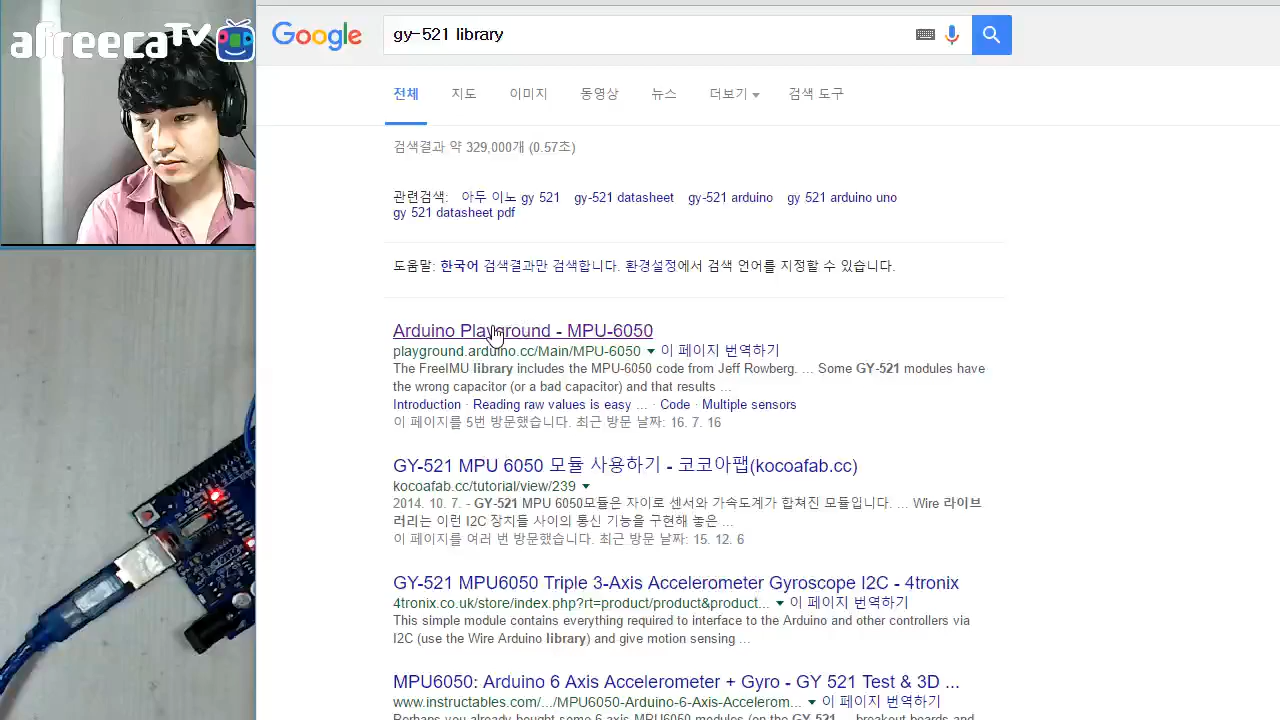 afreecaTV
Google
gy-521 library
전체 지도 이미지 동영상 뉴스 더보기 검색 도구
검색결과 약 329,000개 (0.57초)
관련검색: 아두 이노 gy 521 gy-521 datasheet gy-521 arduino gy 521 arduino uno
gy 521 datasheet pdf
도움말: 한국어 검색결과만 검색합니다. 환경설정에서 검색 언어를 지정할 수 있습니다.
Arduino Playground - MPU-6050
playground.arduino.cc/Main/MPU-6050 이 페이지 번역하기
The FreeIMU library includes the MPU-6050 code from Jeff Rowberg. ... Some GY-521 modules have
the wrong capacitor (or a bad capacitor) and that results ...
Introduction · Reading raw values is easy ... · Code · Multiple sensors
이 페이지를 5번 방문했습니다. 최근 방문 날짜: 16. 7. 16
GY-521 MPU 6050 모듈 사용하기 - 코코아팹(kocoafab.cc)
kocoafab.cc/tutorial/view/239
2014. 10. 7. - GY-521 MPU 6050모듈은 자이로 센서와 가속도계가 합쳐진 모듈입니다. ... Wire 라이브
러리는 이런 I2C 장치들 사이의 통신 기능을 구현해 놓은 ...
이 페이지를 여러 번 방문했습니다. 최근 방문 날짜: 15. 12. 6
GY-521 MPU6050 Triple 3-Axis Accelerometer Gyroscope I2C - 4tronix
4tronix.co.uk/store/index.php?rt=product/product&product... 이 페이지 번역하기
This simple module contains everything required to interface to the Arduino and other controllers via
I2C (use the Wire Arduino library) and give motion sensing ...
MPU6050: Arduino 6 Axis Accelerometer + Gyro - GY 521 Test & 3D ...
www.instructables.com/.../MPU6050-Arduino-6-Axis-Accelerom... 이 페이지 번역하기
Perhaps you already bought some 6 axis MPU6050 modules (on the GY-521 ... breakout boards and